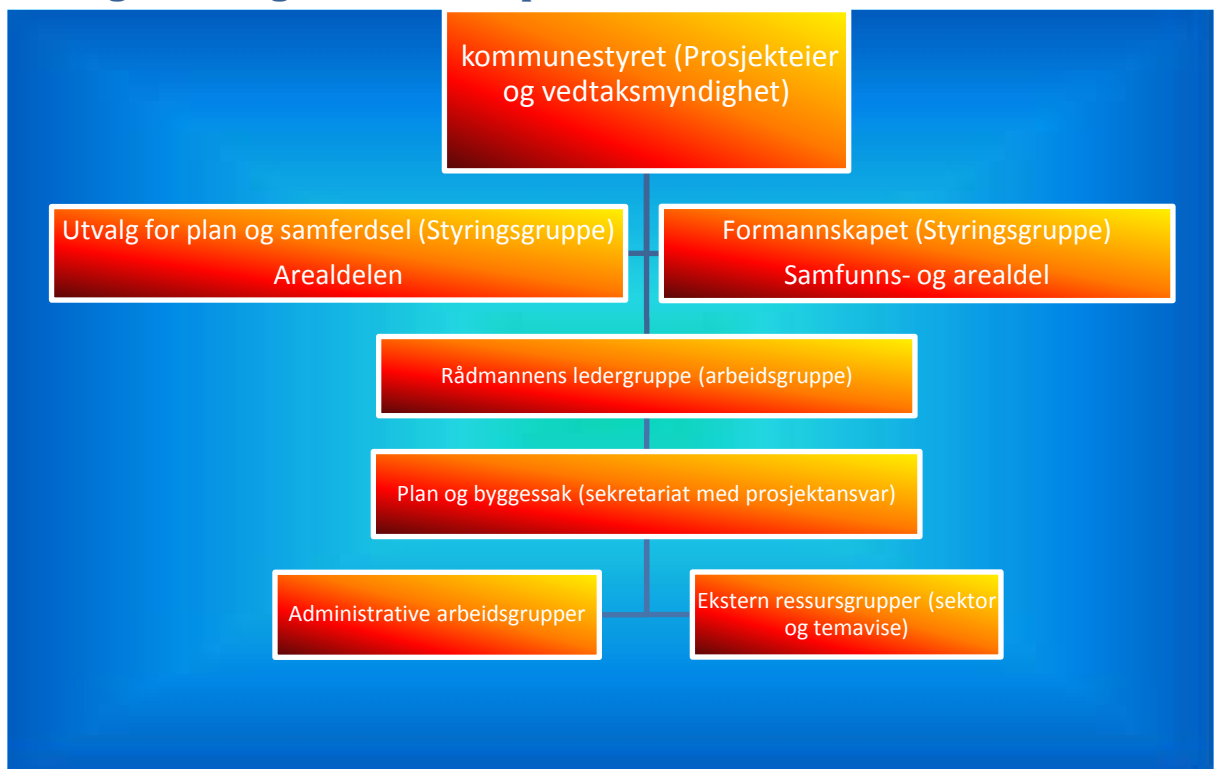 kommunestyret (Prosjekteier
og vedtaksmyndighet)
Utvalg for plan og samferdsel (Styringsgruppe)
Arealdelen
Formannskapet (Styringsgruppe)
Samfunns- og arealdel
Rådmannens ledergruppe (arbeidsgruppe)
Plan og byggessak (sekretariat med prosjektansvar)
Administrative arbeidsgrupper
Ekstern ressursgrupper (sektor
og temavise)